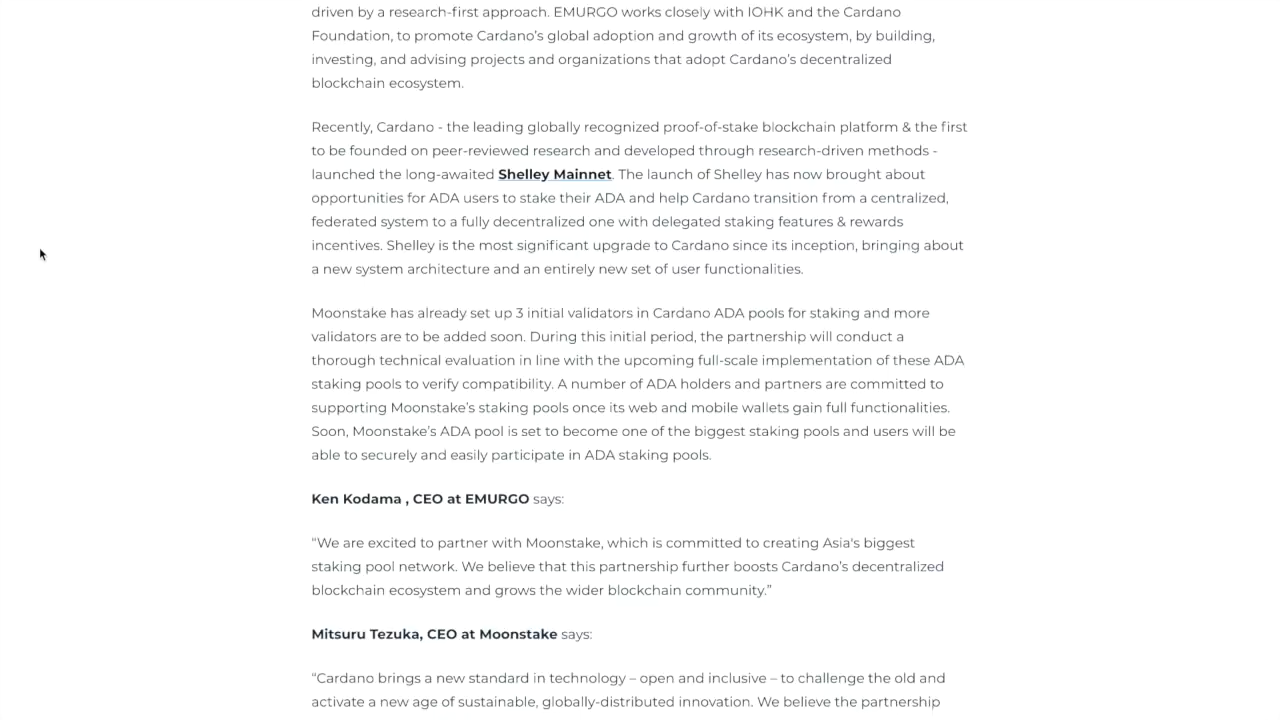 driven by a research-first approach. EMURGO works closely with IOHK and the Cardano
Foundation, to promote Cardano’s global adoption and growth of its ecosystem, by building,
investing, and advising projects and organizations that adopt Cardano’s decentralized
blockchain ecosystem.
Recently, Cardano - the leading globally recognized proof-of-stake blockchain platform & the first
to be founded on peer-reviewed research and developed through research-driven methods -
launched the long-awaited Shelley Mainnet. The launch of Shelley has now brought about
opportunities for ADA users to stake their ADA and help Cardano transition from a centralized,
federated system to a fully decentralized one with delegated staking features & rewards
incentives. Shelley is the most significant upgrade to Cardano since its inception, bringing about
a new system architecture and an entirely new set of user functionalities.
Moonstake has already set up 3 initial validators in Cardano ADA pools for staking and more
validators are to be added soon. During this initial period, the partnership will conduct a
thorough technical evaluation in line with the upcoming full-scale implementation of these ADA
staking pools to verify compatibility. A number of ADA holders and partners are committed to
supporting Moonstake’s staking pools once its web and mobile wallets gain full functionalities.
Soon, Moonstake’s ADA pool is set to become one of the biggest staking pools and users will be
able to securely and easily participate in ADA staking pools.
Ken Kodama , CEO at EMURGO says:
“We are excited to partner with Moonstake, which is committed to creating Asia's biggest
staking pool network. We believe that this partnership further boosts Cardano’s decentralized
blockchain ecosystem and grows the wider blockchain community.”
Mitsuru Tezuka, CEO at Moonstake says:
“Cardano brings a new standard in technology – open and inclusive – to challenge the old and
activate a new age of sustainable, globally-distributed innovation. We believe the partnership